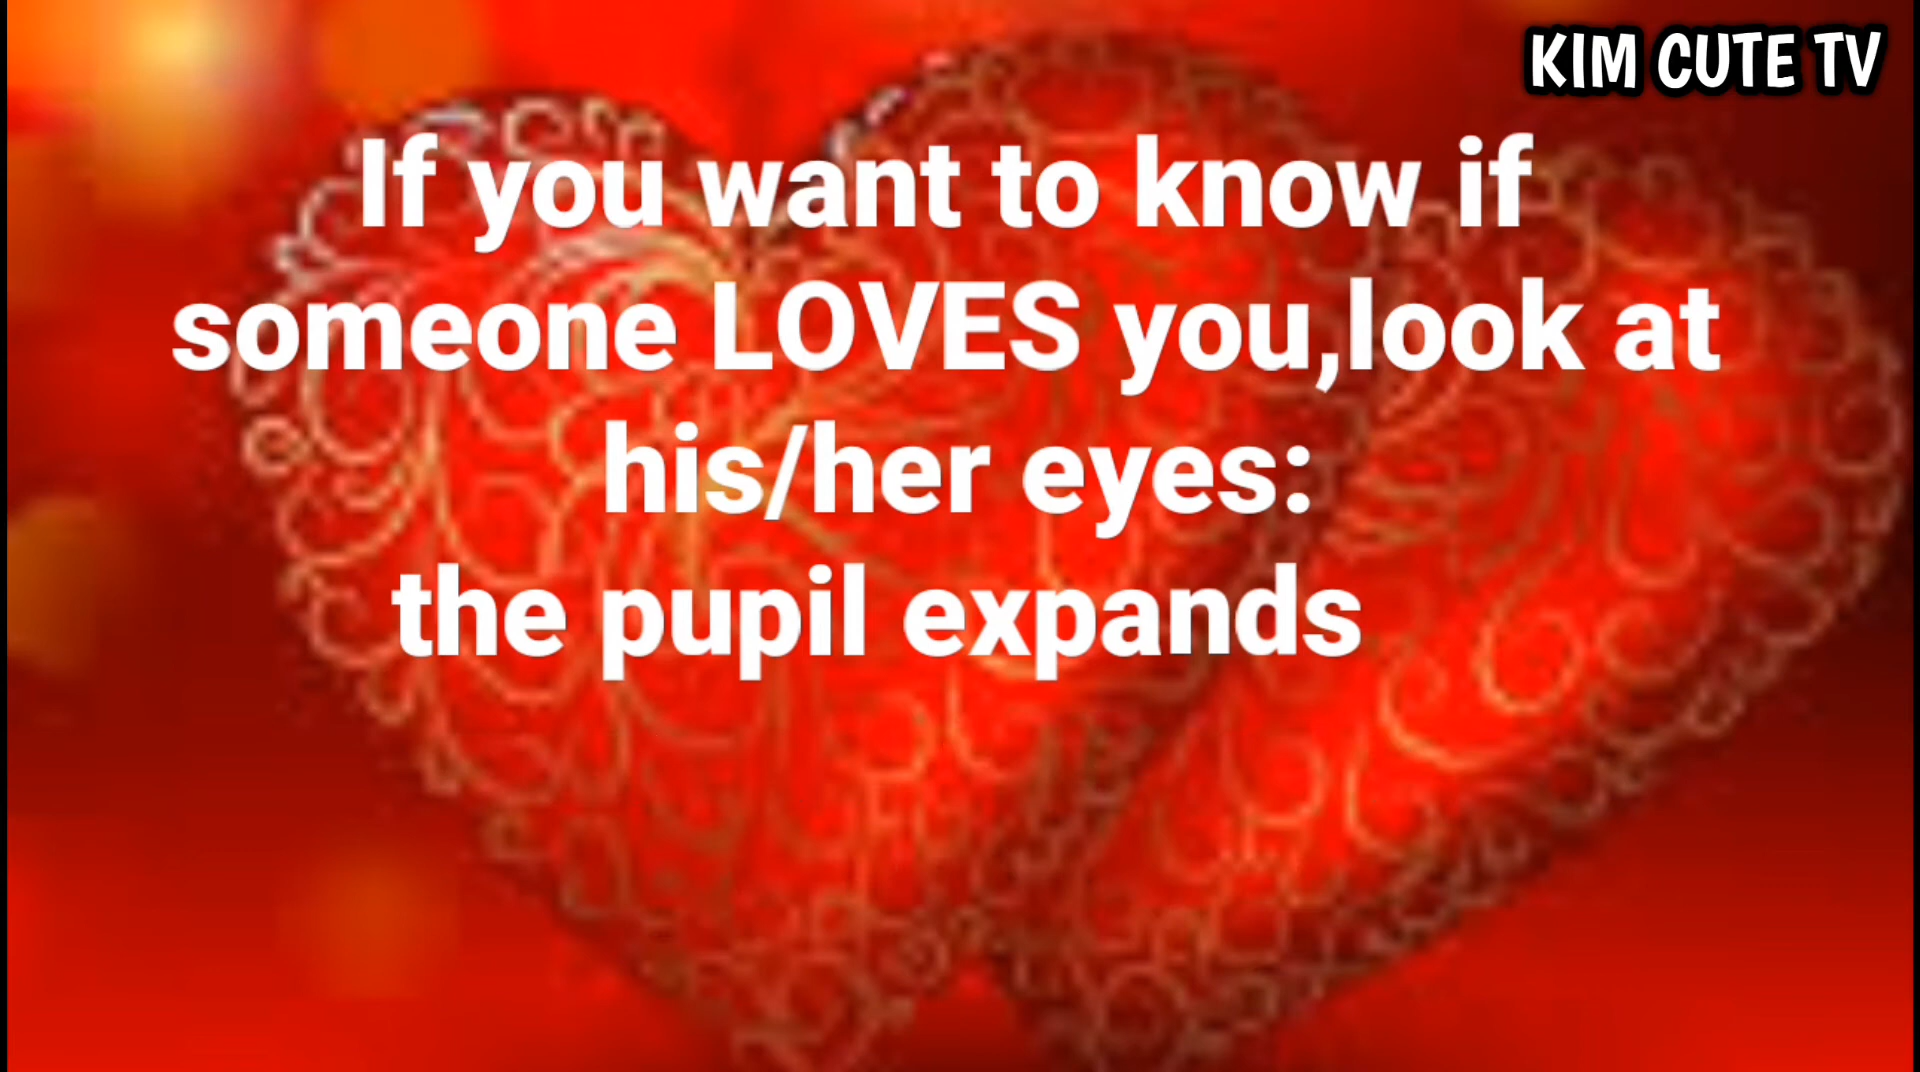 KIM CUTE TV
If you want to know if
someone LOVES you,look at
his/her eyes:
the pupil expands